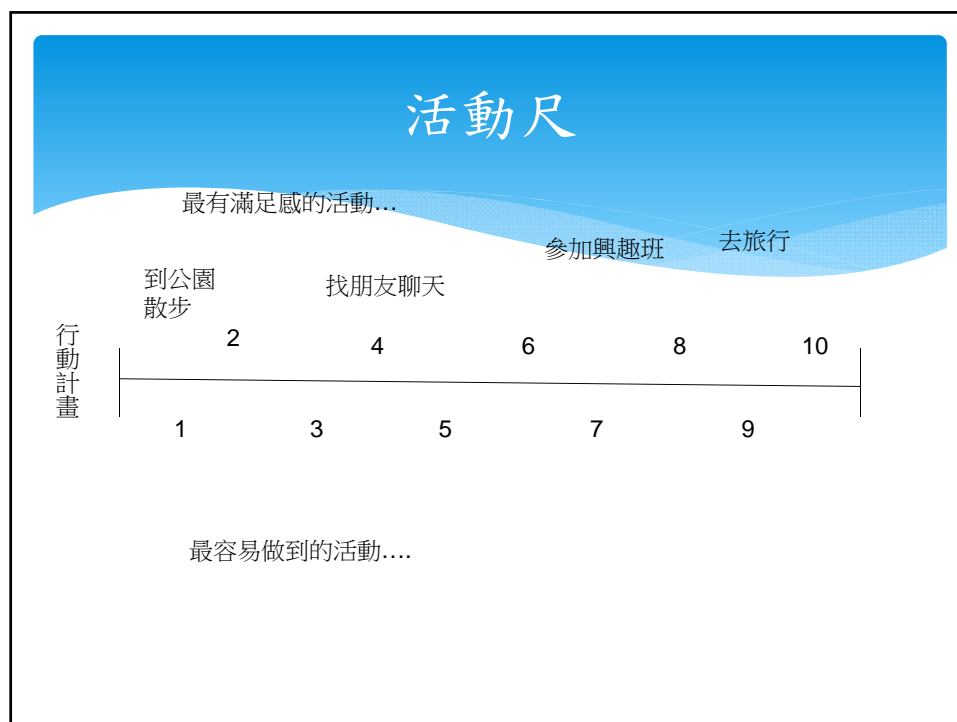 活動尺
最有滿足感的活動…
參加興趣班
去旅行
到公園
散步
找朋友聊天
行動計畫
2 4 6 8 10
1 3 5 7 9
最容易做到的活動….